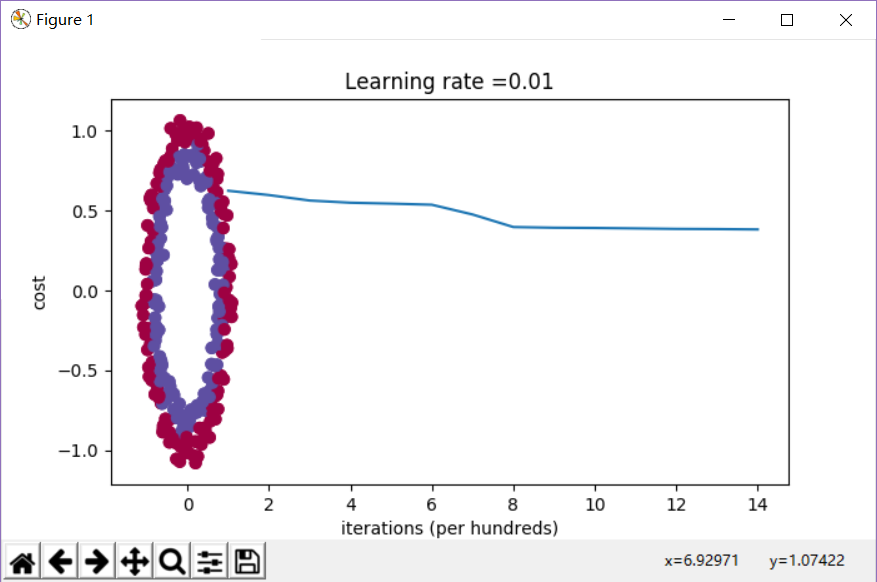 Figure 1
Learning rate =0.01
1.0
0.5
0.0
−0.5
−1.0
cost
0 2 4 6 8 10 12 14
iterations (per hundreds)
x=6.92971 y=1.07422